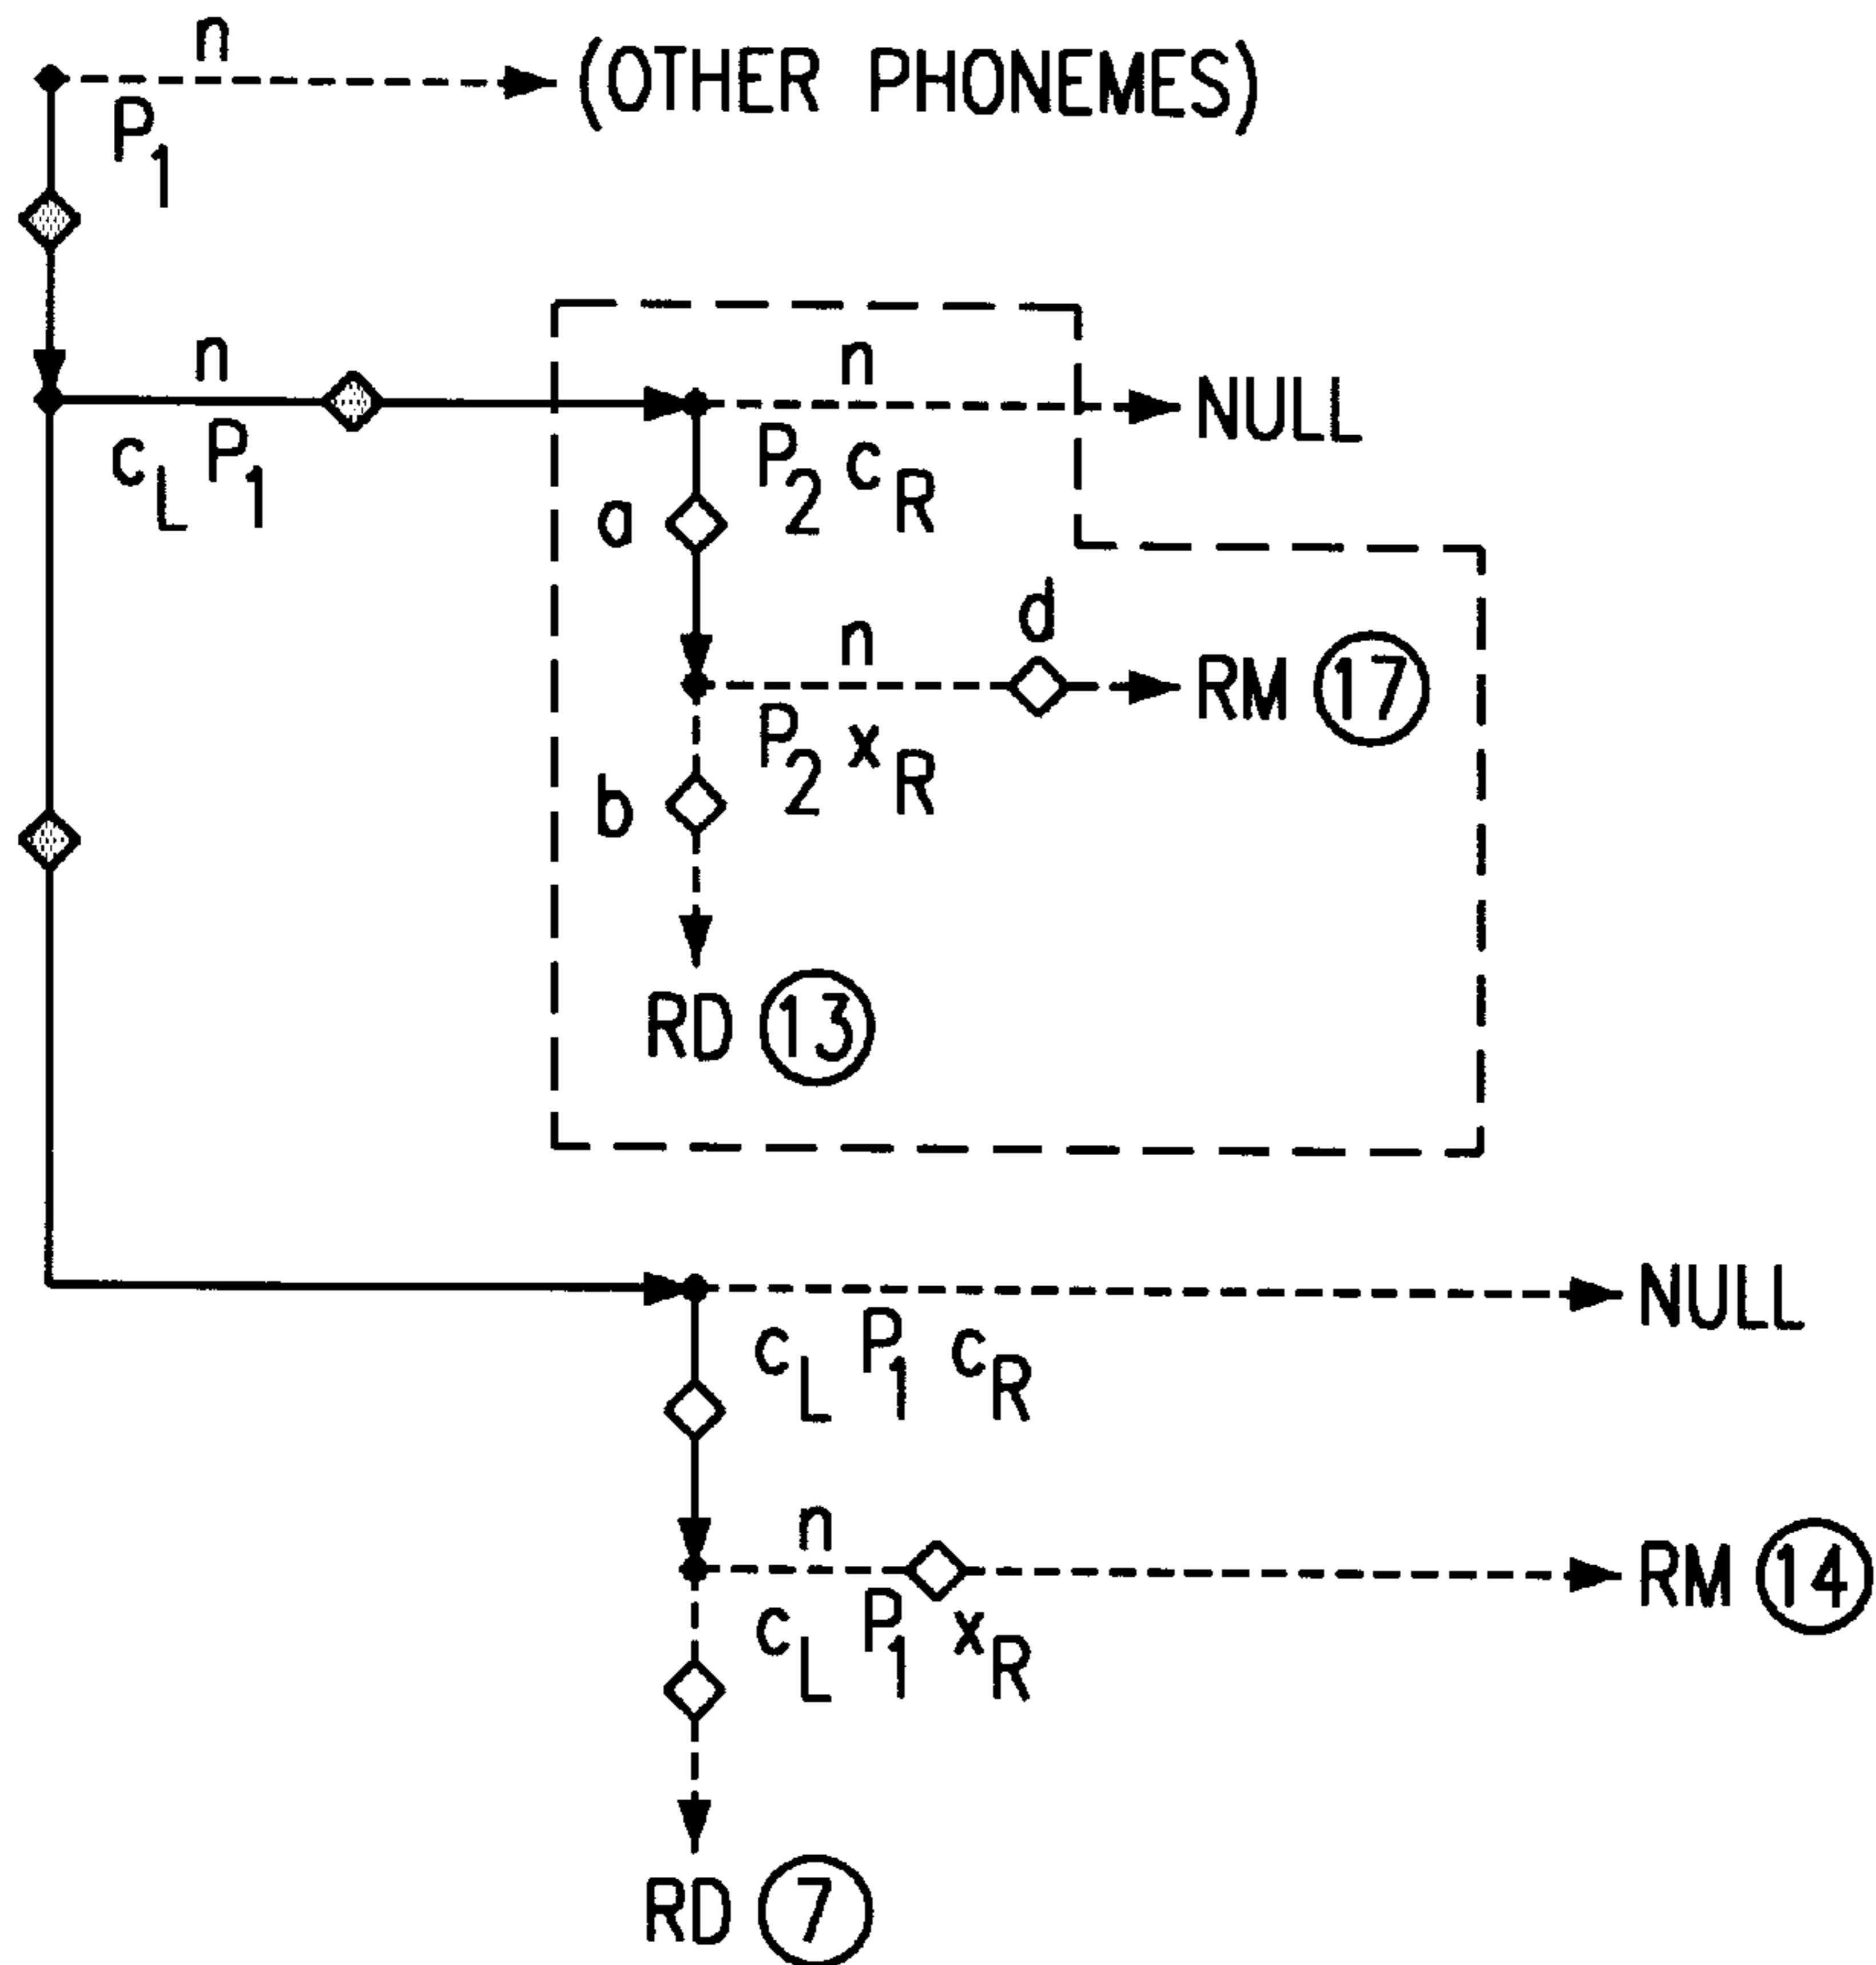 n
(OTHER PHONEMES)
P1
n
cL P1
n
NULL
P2 cR
a
n
d
RM 17
P2 xR
b
RD 13
NULL
cL P1 cR
n
RM 14
cL P1 xR
RD 7